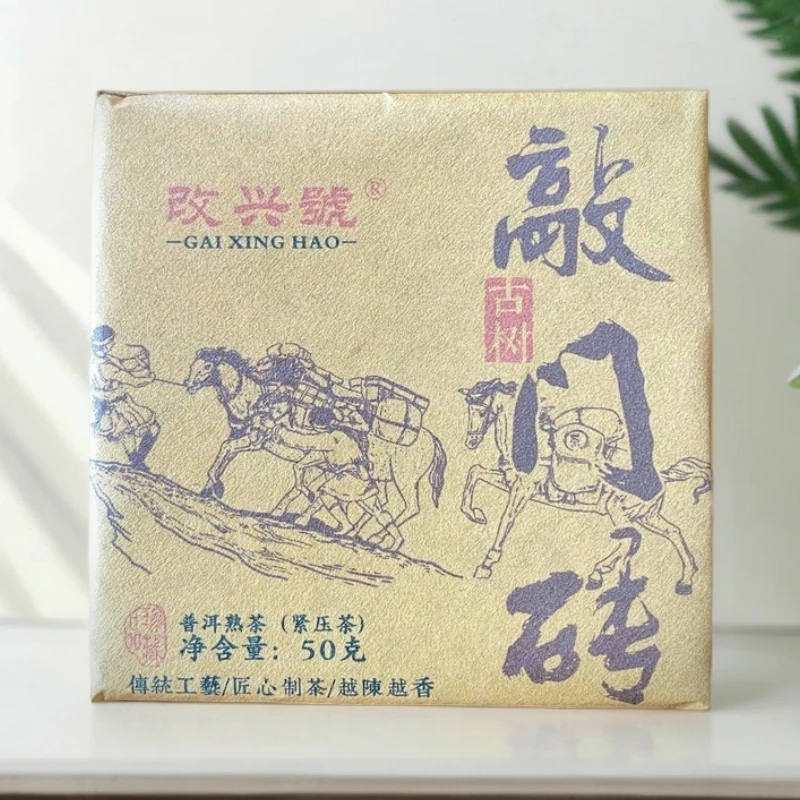 改兴號®
GAI XING HAO
敲门砖
古树
普洱熟茶（紧压茶）
净含量：50克
傳統工藝/匠心制茶/越陳越香